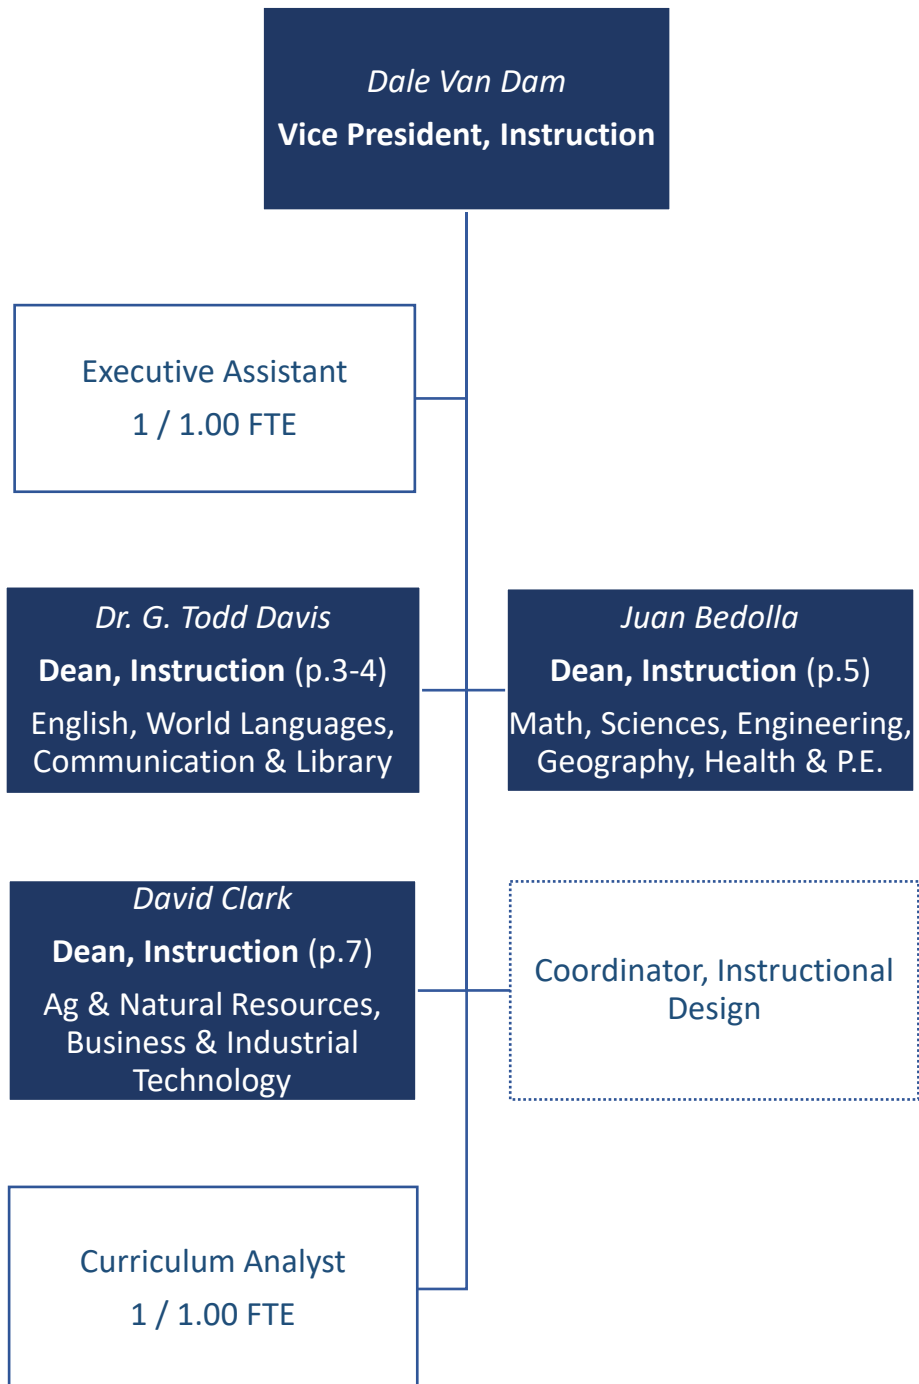 Dale Van Dam
Vice President, Instruction
Executive Assistant
1 / 1.00 FTE
Dr. G. Todd Davis
Dean, Instruction (p.3-4)
English, World Languages,
Communication & Library
Juan Bedolla
Dean, Instruction (p.5)
Math, Sciences, Engineering,
Geography, Health & P.E.
David Clark
Dean, Instruction (p.7)
Ag & Natural Resources,
Business & Industrial
Technology
Coordinator, Instructional
Design
Curriculum Analyst
1 / 1.00 FTE